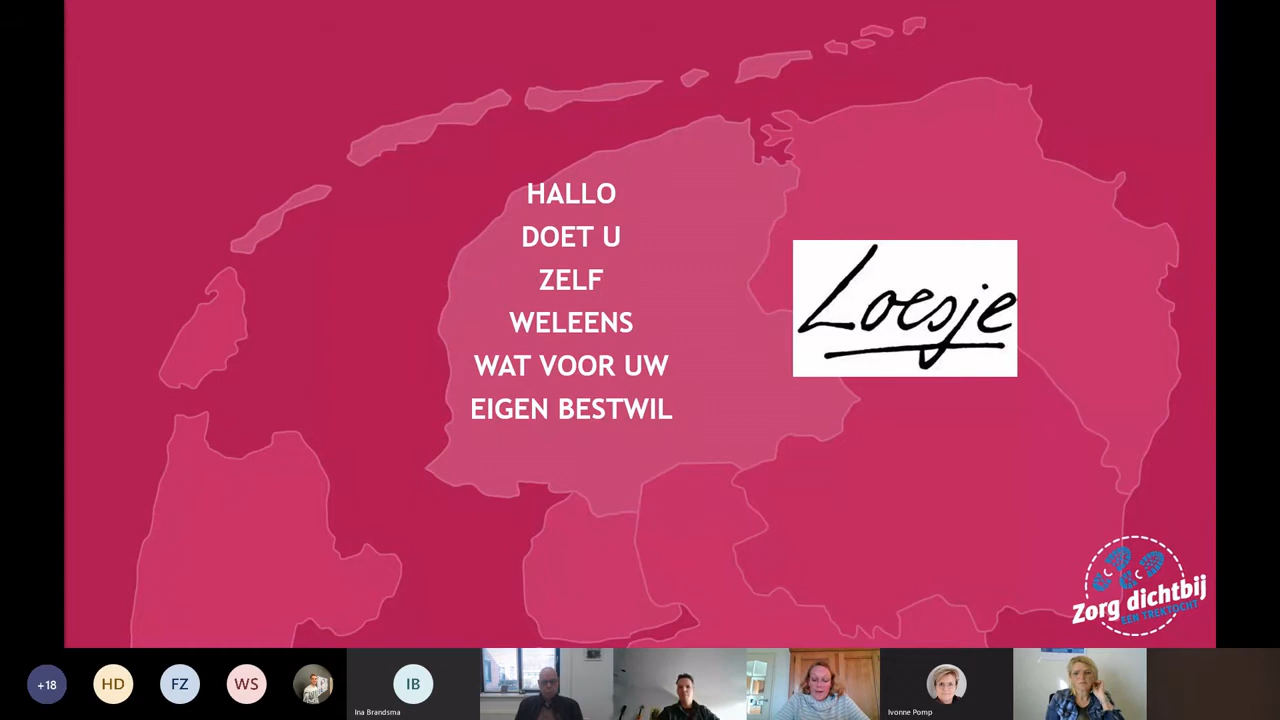 HALLO
DOET U
ZELF
WELEENS
WAT VOOR UW
EIGEN BESTWIL
Loesje
Zorg dichtbij
EEN TREKTOCHT
+18
HD
FZ
WS
IB
Ina Brandsma
Ivonne Pomp